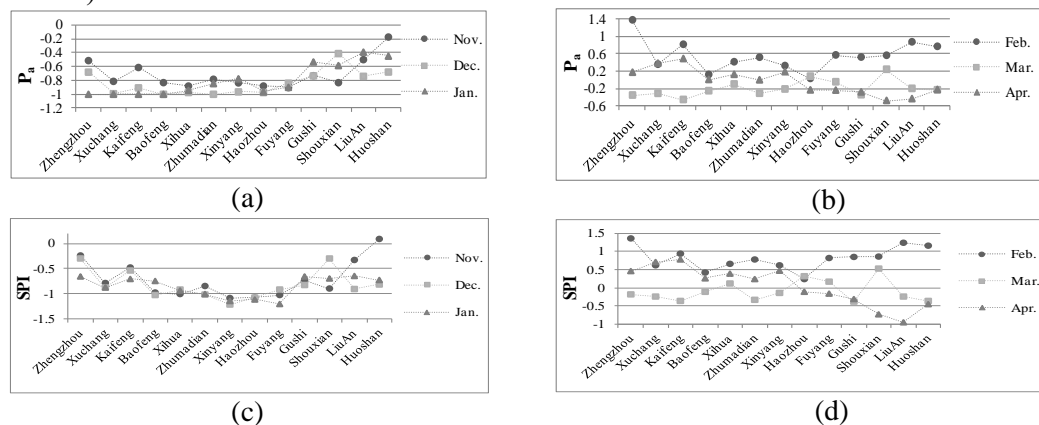 0
-0.2
-0.4
-0.6
-0.8
-1
-1.2
Pa
Nov.
Dec.
Jan.
Zhengzhou
Xuchang
Kaifeng
Baofeng
Xihua
Zhumadian
Xinyang
Haozhou
Fuyang
Gushi
Shouxian
LiuAn
Huoshan
(a)
1.4
1
0.6
0.2
-0.2
-0.6
Pa
Feb.
Mar.
Apr.
Zhengzhou
Xuchang
Kaifeng
Baofeng
Xihua
Zhumadian
Xinyang
Haozhou
Fuyang
Gushi
Shouxian
LiuAn
Huoshan
(b)
0
-0.5
-1
-1.5
SPI
Nov.
Dec.
Jan.
Zhengzhou
Xuchang
Kaifeng
Baofeng
Xihua
Zhumadian
Xinyang
Haozhou
Fuyang
Gushi
Shouxian
LiuAn
Huoshan
(c)
1.5
1
0.5
0
-0.5
-1
SPI
Feb.
Mar.
Apr.
Zhengzhou
Xuchang
Kaifeng
Baofeng
Xihua
Zhumadian
Xinyang
Haozhou
Fuyang
Gushi
Shouxian
LiuAn
Huoshan
(d)